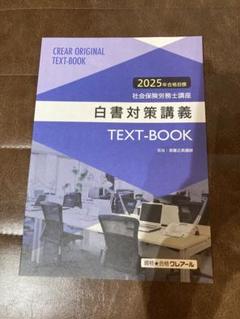 CREAR ORIGINAL
TEXT-BOOK
2025年合格目標
社会保険労務士講座
白書対策講義
TEXT-BOOK
資格★合格クレアール